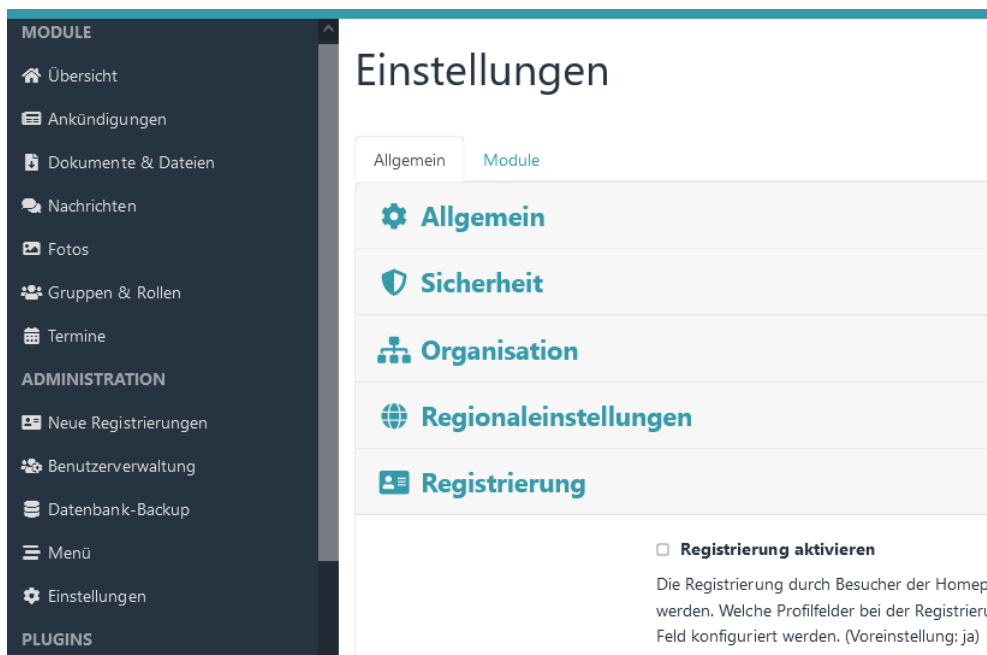 MODULE
Übersicht
Ankündigungen
Dokumente & Dateien
Nachrichten
Fotos
Gruppen & Rollen
Termine
ADMINISTRATION
Neue Registrierungen
Benutzerverwaltung
Datenbank-Backup
Menü
Einstellungen
PLUGINS
Einstellungen
Allgemein Module
Allgemein
Sicherheit
Organisation
Regionaleinstellungen
Registrierung
Registrierung aktivieren
Die Registrierung durch Besucher der Homep
werden. Welche Profilfelder bei der Registrieru
Feld konfiguriert werden. (Voreinstellung: ja)